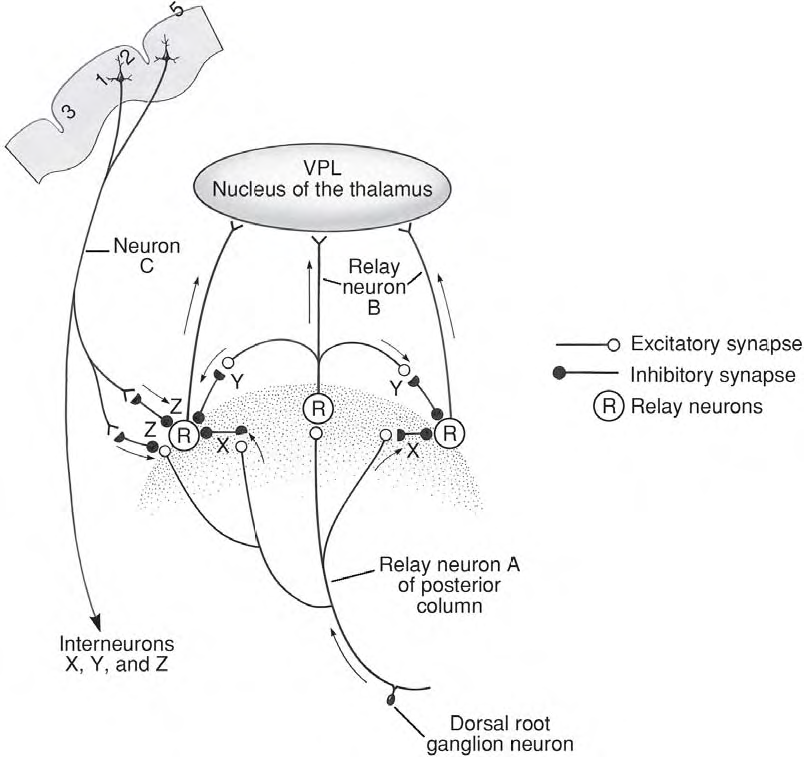 5
2
1
3
VPL
Nucleus of the thalamus
Neuron
C
Relay
neuron
B
Excitatory synapse
Inhibitory synapse
R Relay neurons
Y
Y
Z
Z
R
X
R
X
R
Relay neuron A
of posterior
column
Interneurons
X, Y, and Z
Dorsal root
ganglion neuron